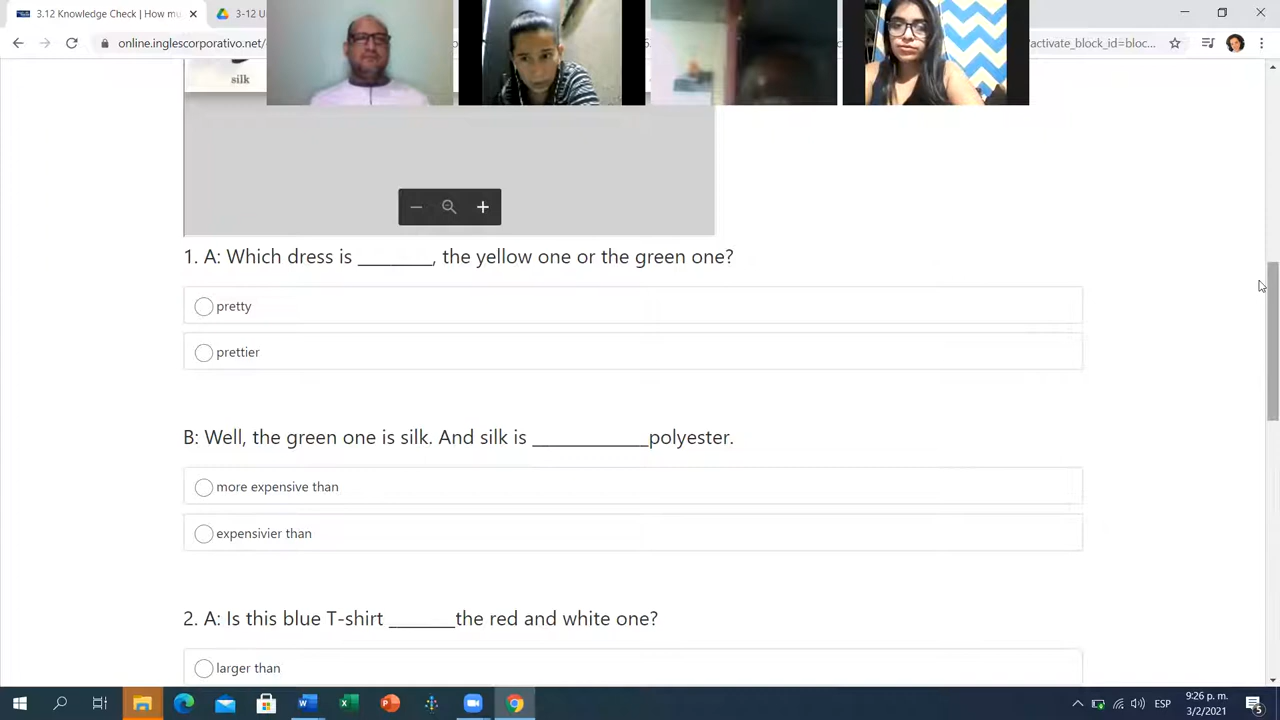 3.12 Knowledge Check | How mu
3-12 U
online.inglescorporativo.net/
activate_block_id=bloc...
silk
1. A: Which dress is ________, the yellow one or the green one?
pretty
prettier
B: Well, the green one is silk. And silk is _____________polyester.
more expensive than
expensivier than
2. A: Is this blue T-shirt _______the red and white one?
larger than
ESP
9:26 p. m.
3/2/2021
5